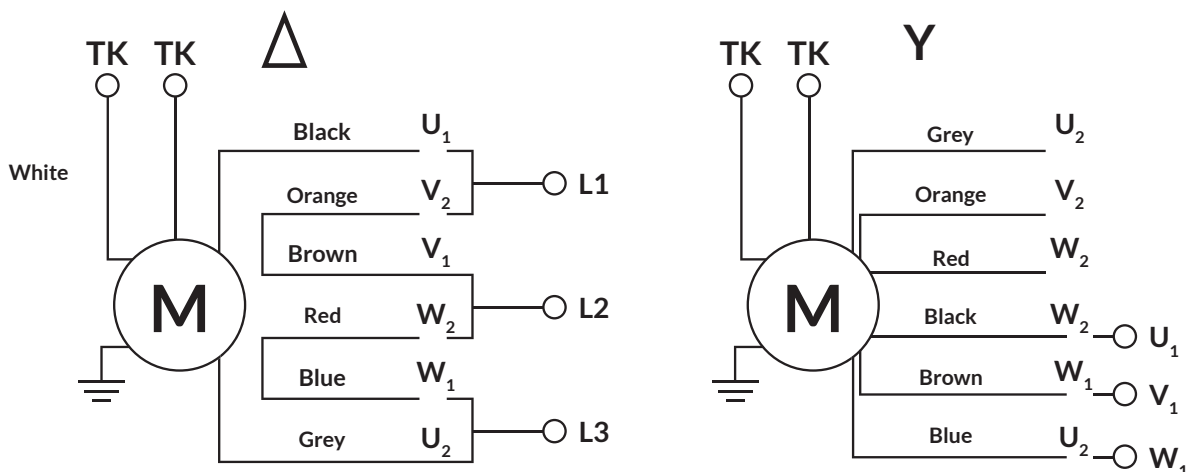 Δ
TK TK
White
Black U₁
L1
Orange V₂
Brown V₁
L2
M
Red W₂
Blue W₁
L3
Grey U₂
Y
TK TK
Grey U₂
Orange V₂
Red W₂
M
Black W₂ U₁
Brown W₁ V₁
Blue U₂ W₁